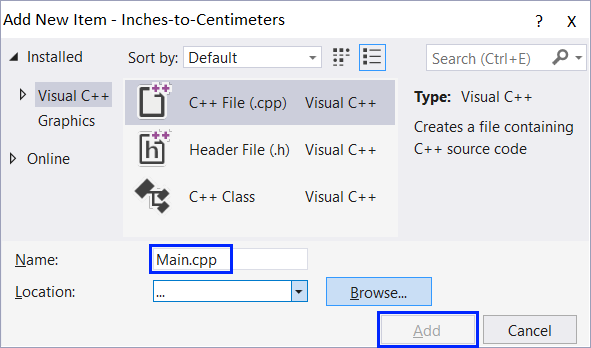 Add New Item - Inches-to-Centimeters ? X
Installed
Visual C++
Graphics
Online
Sort by: Default
Search (Ctrl+E)
C++ File (.cpp) Visual C++
Header File (.h) Visual C++
C++ Class Visual C++
Type: Visual C++
Creates a file containing
C++ source code
Name: Main.cpp
Location: ... Browse...
Add Cancel